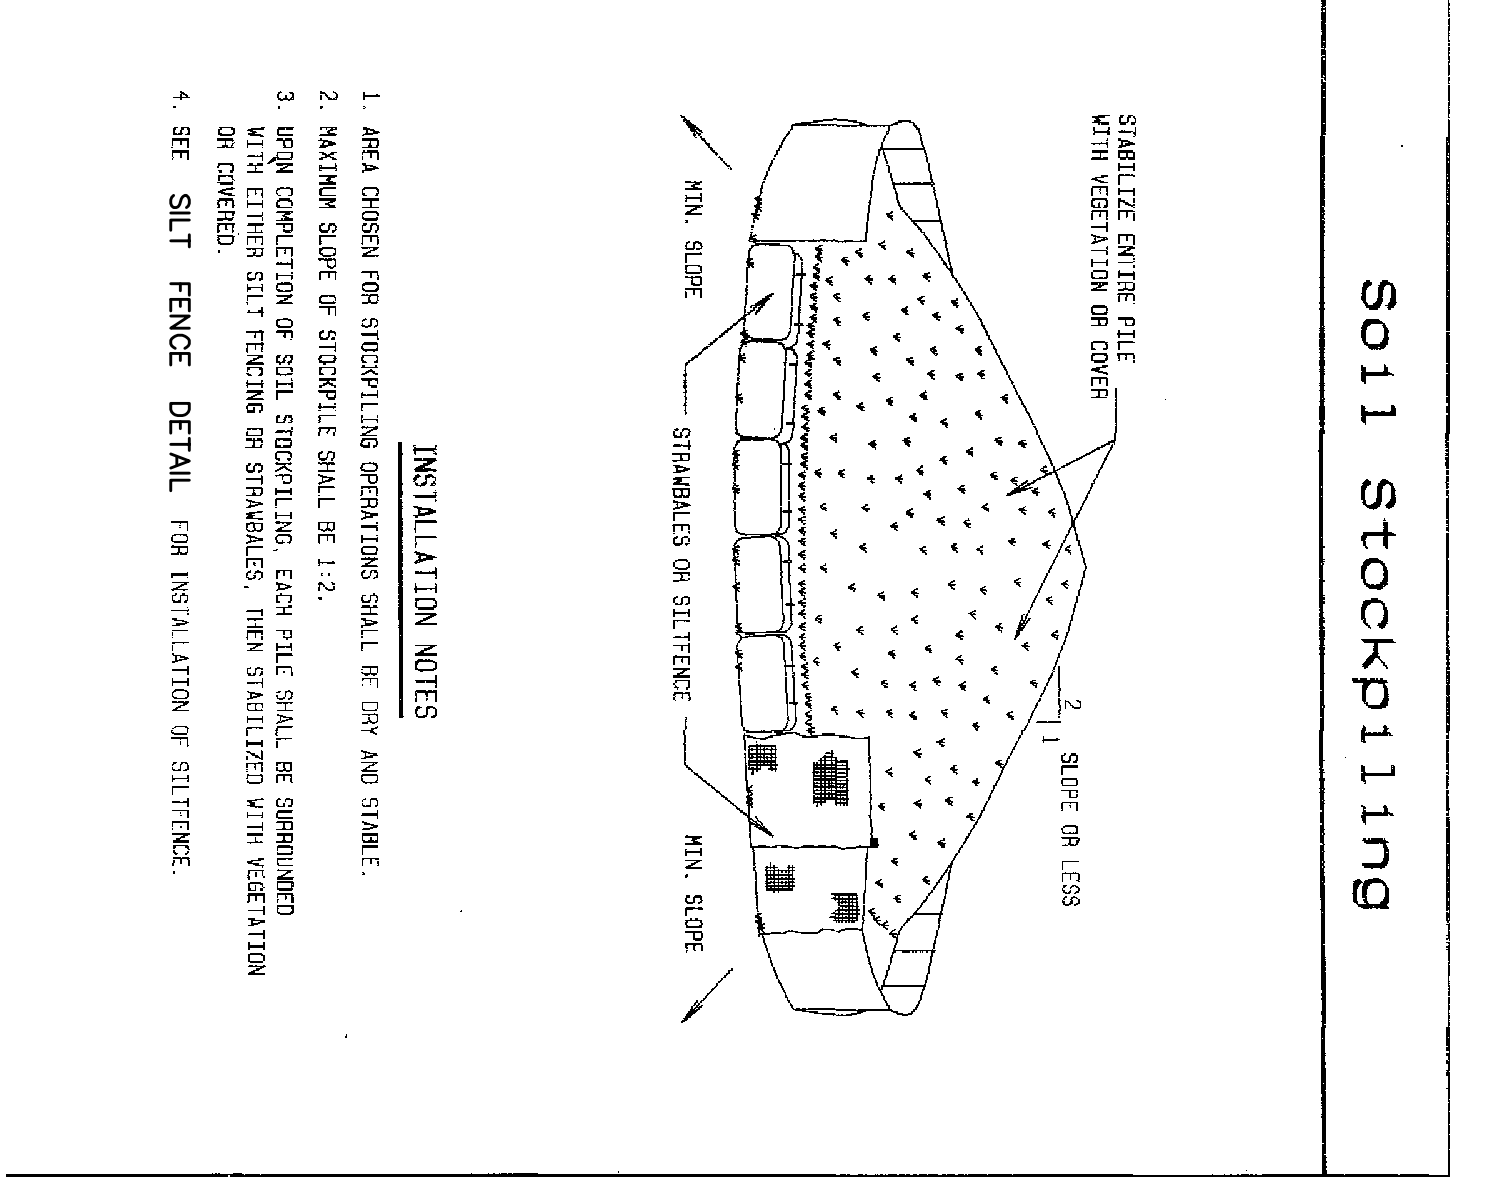 Soil Stockpiling
STABILIZE ENTIRE PILE
WITH VEGETATION OR COVER
2
1
SLOPE OR LESS
MIN. SLOPE
STRAWBALES OR SILTFENCE
MIN. SLOPE
INSTALLATION NOTES
1. AREA CHOSEN FOR STOCKPILING OPERATIONS SHALL BE DRY AND STABLE.
2. MAXIMUM SLOPE OF STOCKPILE SHALL BE 1:2.
3. UPON COMPLETION OF SOIL STOCKPILING, EACH PILE SHALL BE SURROUNDED
WITH EITHER SILT FENCING OR STRAWBALES, THEN STABILIZED WITH VEGETATION
OR COVERED.
4. SEE SILT FENCE DETAIL FOR INSTALLATION OF SILTFENCE.